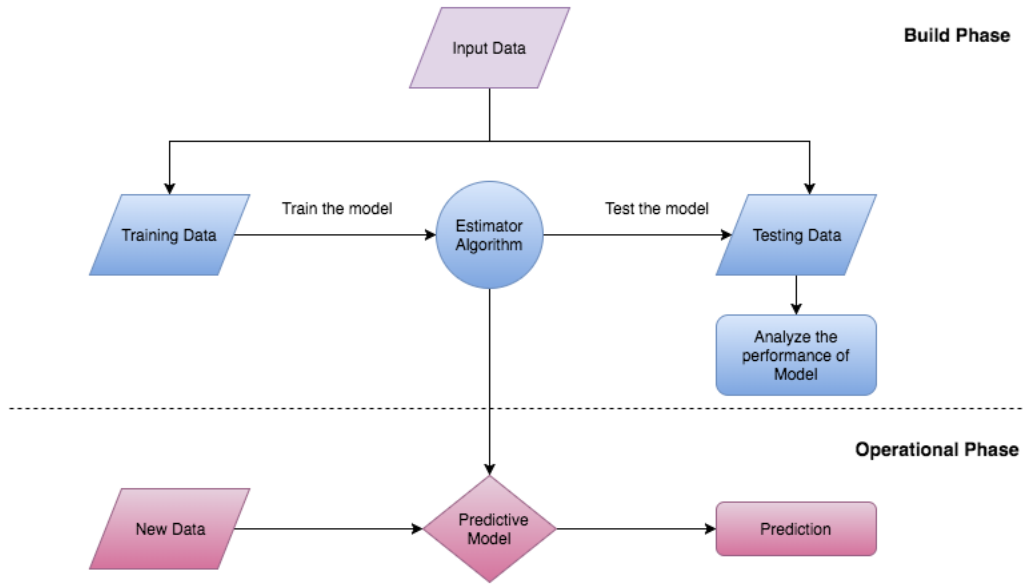 Build Phase
Input Data
Train the model
Test the model
Training Data
Estimator
Algorithm
Testing Data
Analyze the
performance of
Model
Operational Phase
New Data
Predictive
Model
Prediction